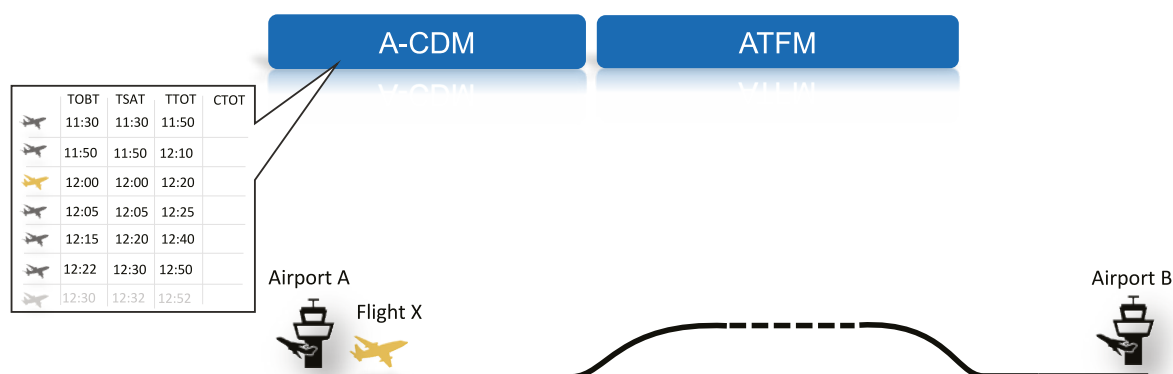 A-CDM ATFM
TOBT TSAT TTOT CTOT
11:30 11:30 11:50
11:50 11:50 12:10
12:00 12:00 12:20
12:05 12:05 12:25
12:15 12:20 12:40
12:22 12:30 12:50
12:30 12:32 12:52
Airport A
Airport B
Flight X